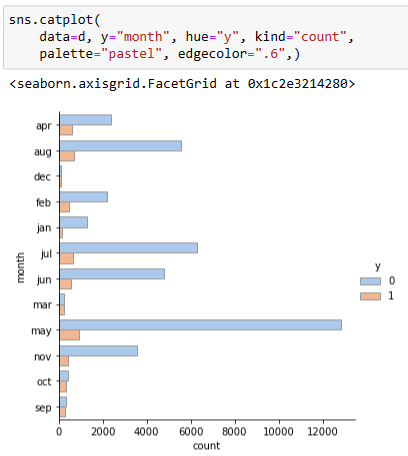 sns.catplot(
    data=d, y="month", hue="y", kind="count",
    palette="pastel", edgecolor=".6",)
<seaborn.axisgrid.FacetGrid at 0x1c2e3214280>
apr
aug
dec
feb
jan
jul
jun
mar
may
nov
oct
sep
month
0 2000 4000 6000 8000 10000 12000
count
y
0
1